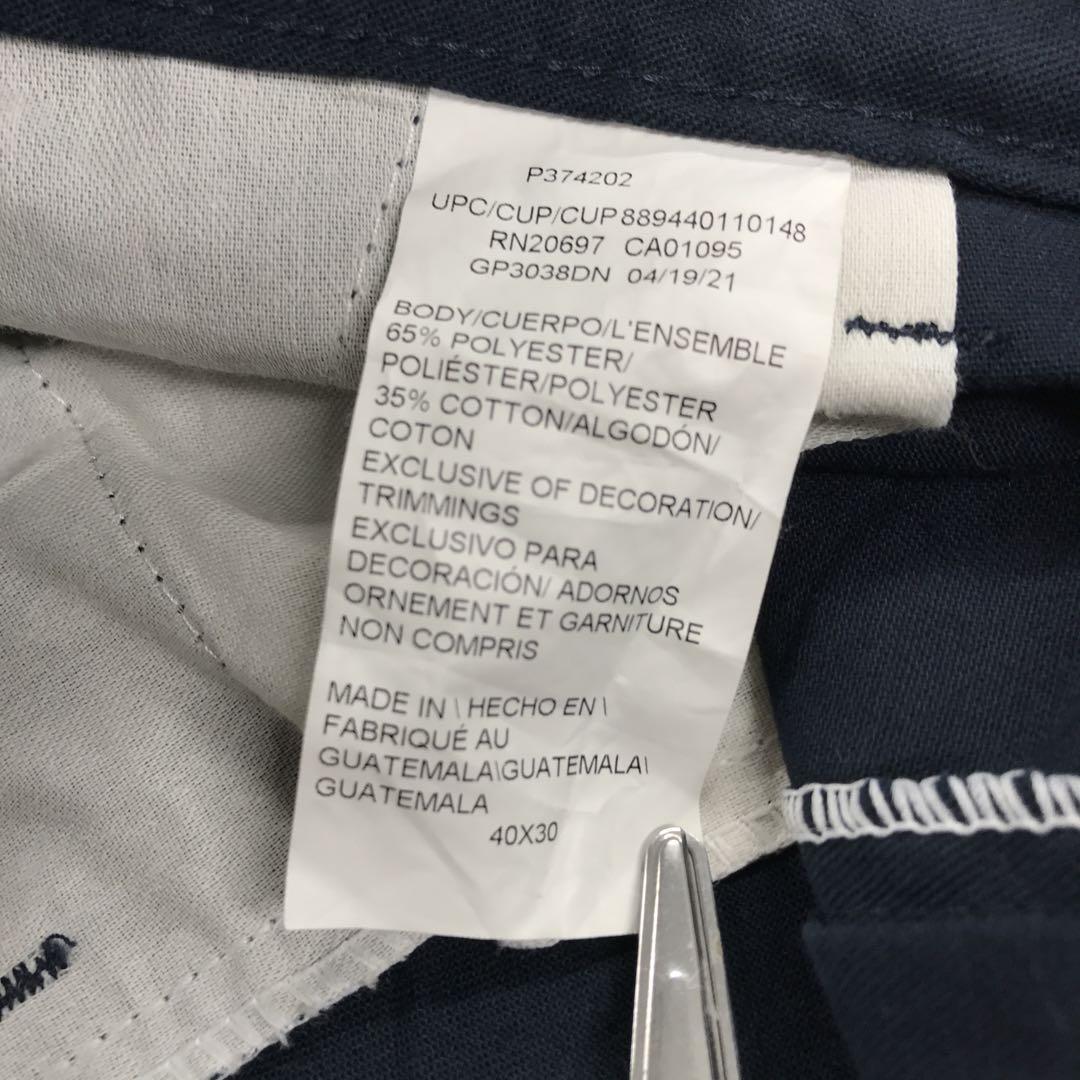 P374202
UPC/CUP/CUP 889440110148
RN20697 CA01095
GP3038DN 04/19/21
BODY/CUERPO/L'ENSEMBLE
65% POLYESTER/
POLIÉSTER/POLYESTER
35% COTTON/ALGODÓN/
COTON
EXCLUSIVE OF DECORATION/
TRIMMINGS
EXCLUSIVO PARA
DECORACIÓN/ ADORNOS
ORNEMENT ET GARNITURE
NON COMPRIS
MADE IN \ HECHO EN \
FABRIQUÉ AU
GUATEMALA\GUATEMALA\
GUATEMALA
40X30